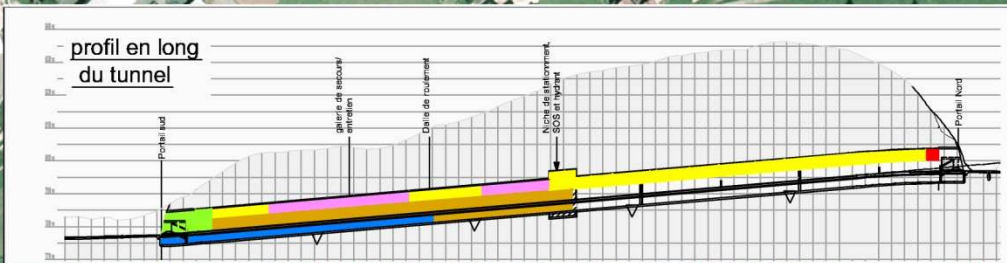 profil en long
du tunnel
Portail sud
galerie de secours/
entretien
Dalle de roulement
Niche de stationnment,
SOS et hydrant
Portail Nord